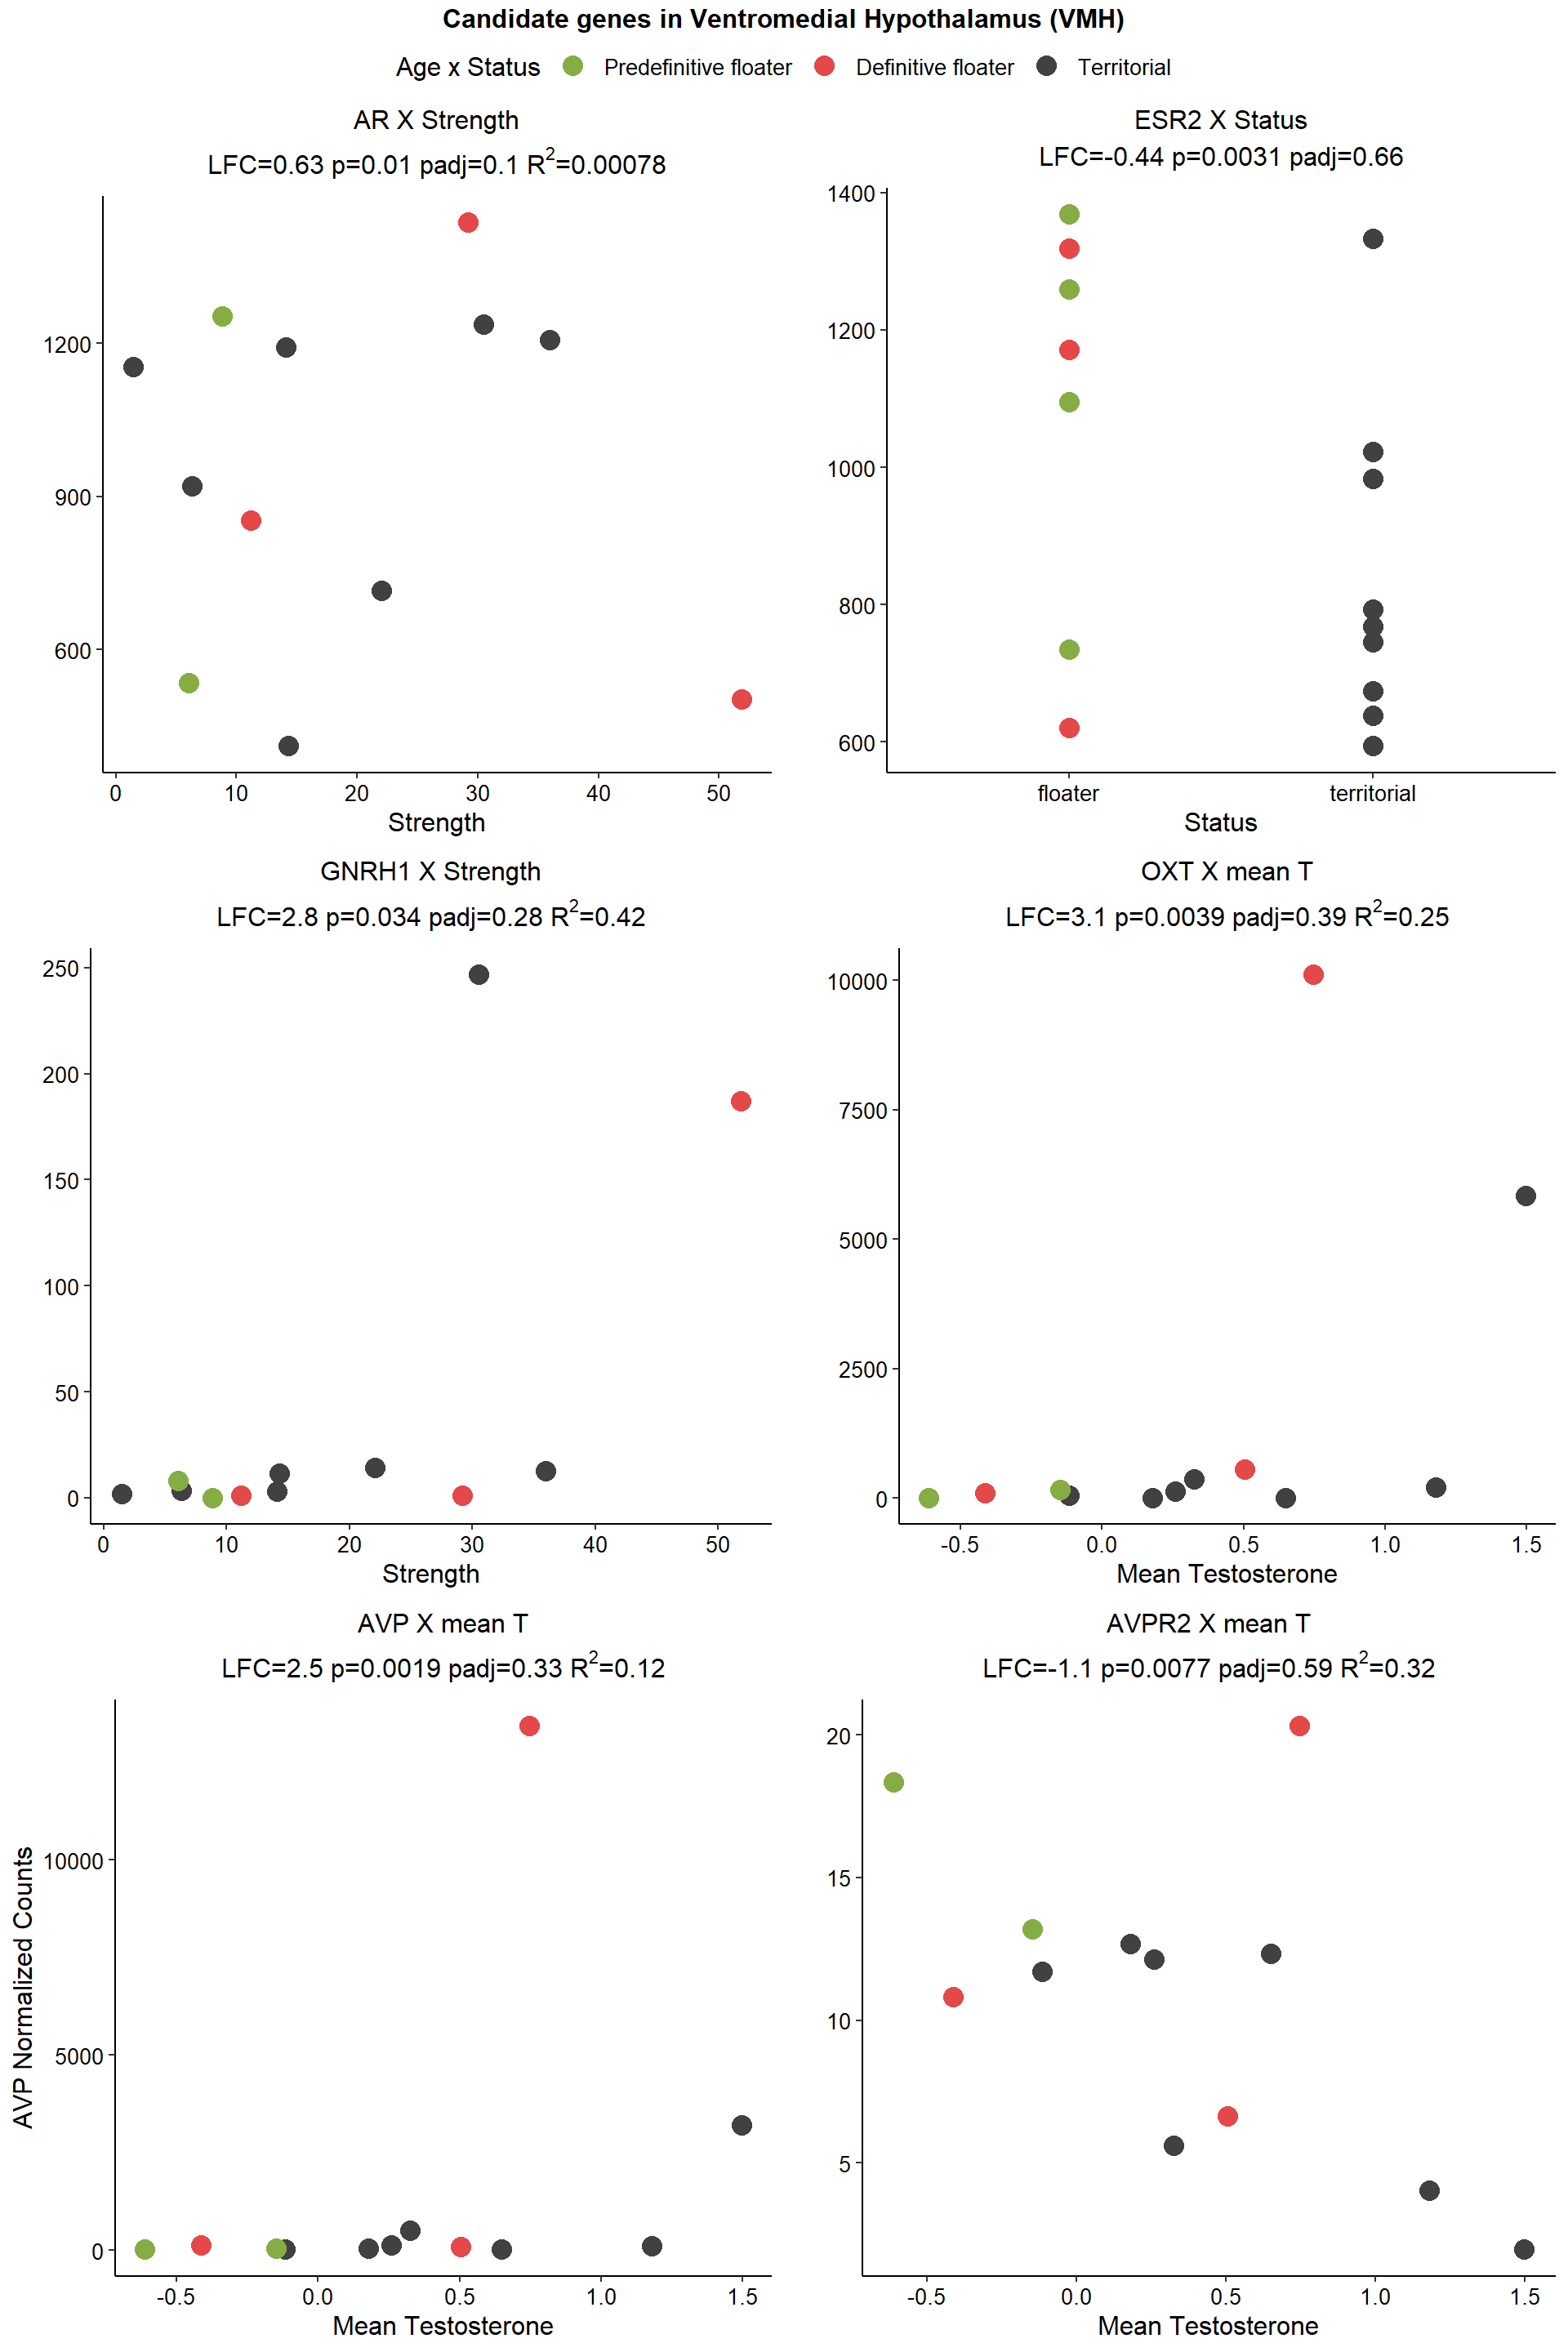 Candidate genes in Ventromedial Hypothalamus (VMH)
Age x Status Predefinitive floater Definitive floater Territorial
AR X Strength
LFC=0.63 p=0.01 padj=0.1 R²=0.00078
1200
900
600
0 10 20 30 40 50
Strength
ESR2 X Status
LFC=-0.44 p=0.0031 padj=0.66
1400
1200
1000
800
600
floater territorial
Status
GNRH1 X Strength
LFC=2.8 p=0.034 padj=0.28 R²=0.42
250
200
150
100
50
0
0 10 20 30 40 50
Strength
OXT X mean T
LFC=3.1 p=0.0039 padj=0.39 R²=0.25
10000
7500
5000
2500
0
-0.5 0.0 0.5 1.0 1.5
Mean Testosterone
AVP X mean T
LFC=2.5 p=0.0019 padj=0.33 R²=0.12
AVP Normalized Counts
10000
5000
0
-0.5 0.0 0.5 1.0 1.5
Mean Testosterone
AVPR2 X mean T
LFC=-1.1 p=0.0077 padj=0.59 R²=0.32
20
15
10
5
-0.5 0.0 0.5 1.0 1.5
Mean Testosterone